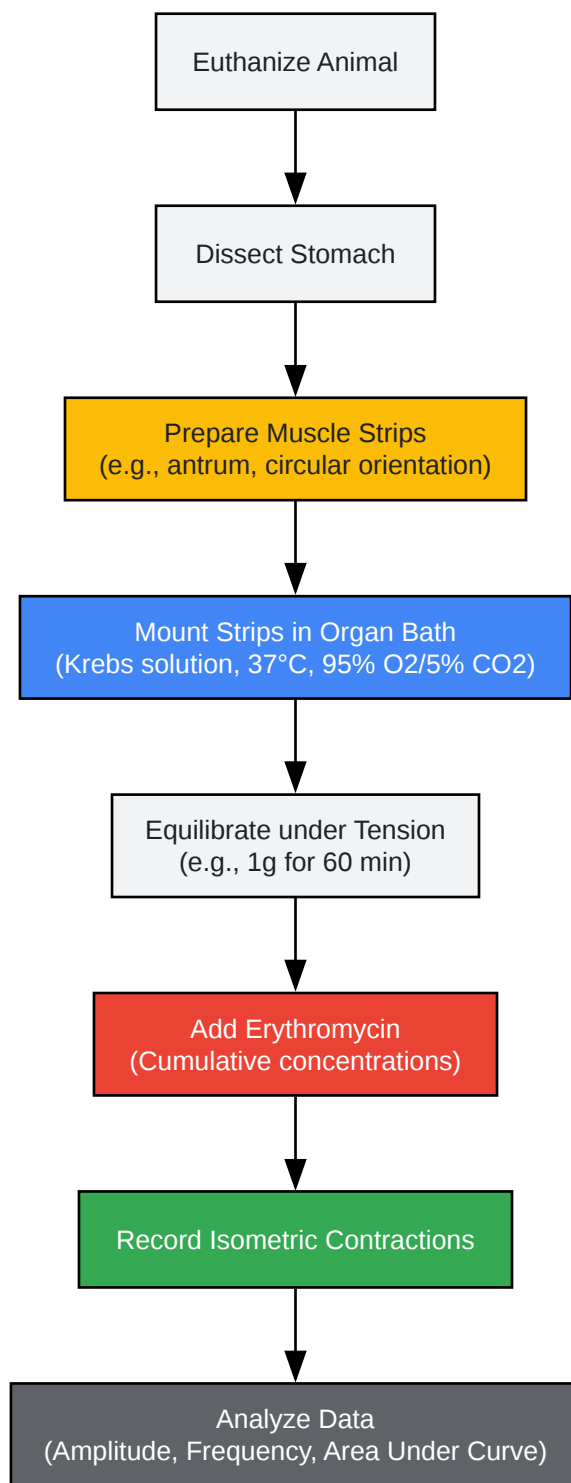 Euthanize Animal
Dissect Stomach
Prepare Muscle Strips
(e.g., antrum, circular orientation)
Mount Strips in Organ Bath
(Krebs solution, 37°C, 95% O2/5% CO2)
Equilibrate under Tension
(e.g., 1g for 60 min)
Add Erythromycin
(Cumulative concentrations)
Record Isometric Contractions
Analyze Data
(Amplitude, Frequency, Area Under Curve)